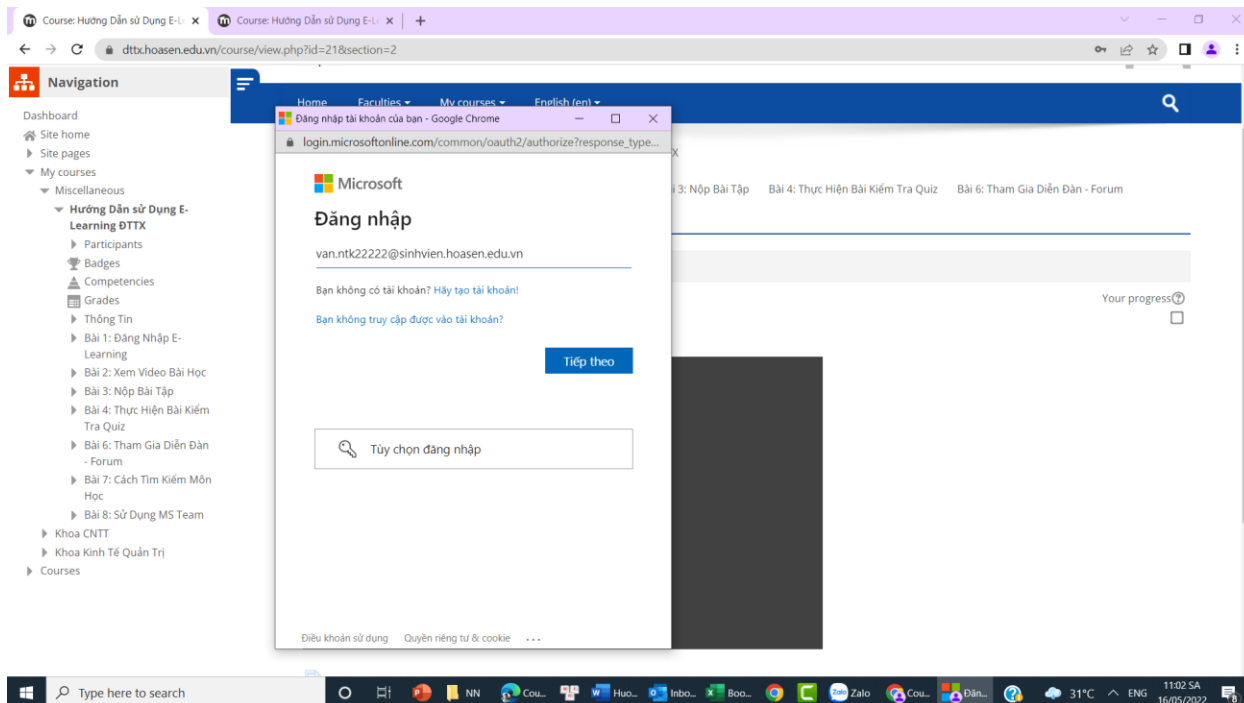 Course: Hướng Dẫn sử Dụng E-L
Course: Hướng Dẫn sử Dụng E-L
dttx.hoasen.edu.vn/course/view.php?id=21&section=2
Navigation
Dashboard
Site home
Site pages
My courses
Miscellaneous
Hướng Dẫn sử Dụng E-
Learning ĐTTX
Participants
Badges
Competencies
Grades
Thông Tin
Bài 1: Đăng Nhập E-
Learning
Bài 2: Xem Video Bài Học
Bài 3: Nộp Bài Tập
Bài 4: Thực Hiện Bài Kiểm
Tra Quiz
Bài 6: Tham Gia Diễn Đàn
- Forum
Bài 7: Cách Tìm Kiếm Môn
Học
Bài 8: Sử Dụng MS Team
Khoa CNTT
Khoa Kinh Tế Quản Trị
Courses
Home Faculties My courses English (en)
X
i 3: Nộp Bài Tập Bài 4: Thực Hiện Bài Kiểm Tra Quiz Bài 6: Tham Gia Diễn Đàn - Forum
Your progress
Đăng nhập tài khoản của bạn - Google Chrome
login.microsoftonline.com/common/oauth2/authorize?response_type...
Microsoft
Đăng nhập
van.ntk22222@sinhvien.hoasen.edu.vn
Bạn không có tài khoản? Hãy tạo tài khoản!
Bạn không truy cập được vào tài khoản?
Tiếp theo
Tùy chọn đăng nhập
Điều khoản sử dụng Quyền riêng tư & cookie ...
Type here to search
NN Cou... Huo... Inbo... Boo... Zalo Zalo Cou... Đăn... 31°C ENG
11:02 SA
16/05/2022
8